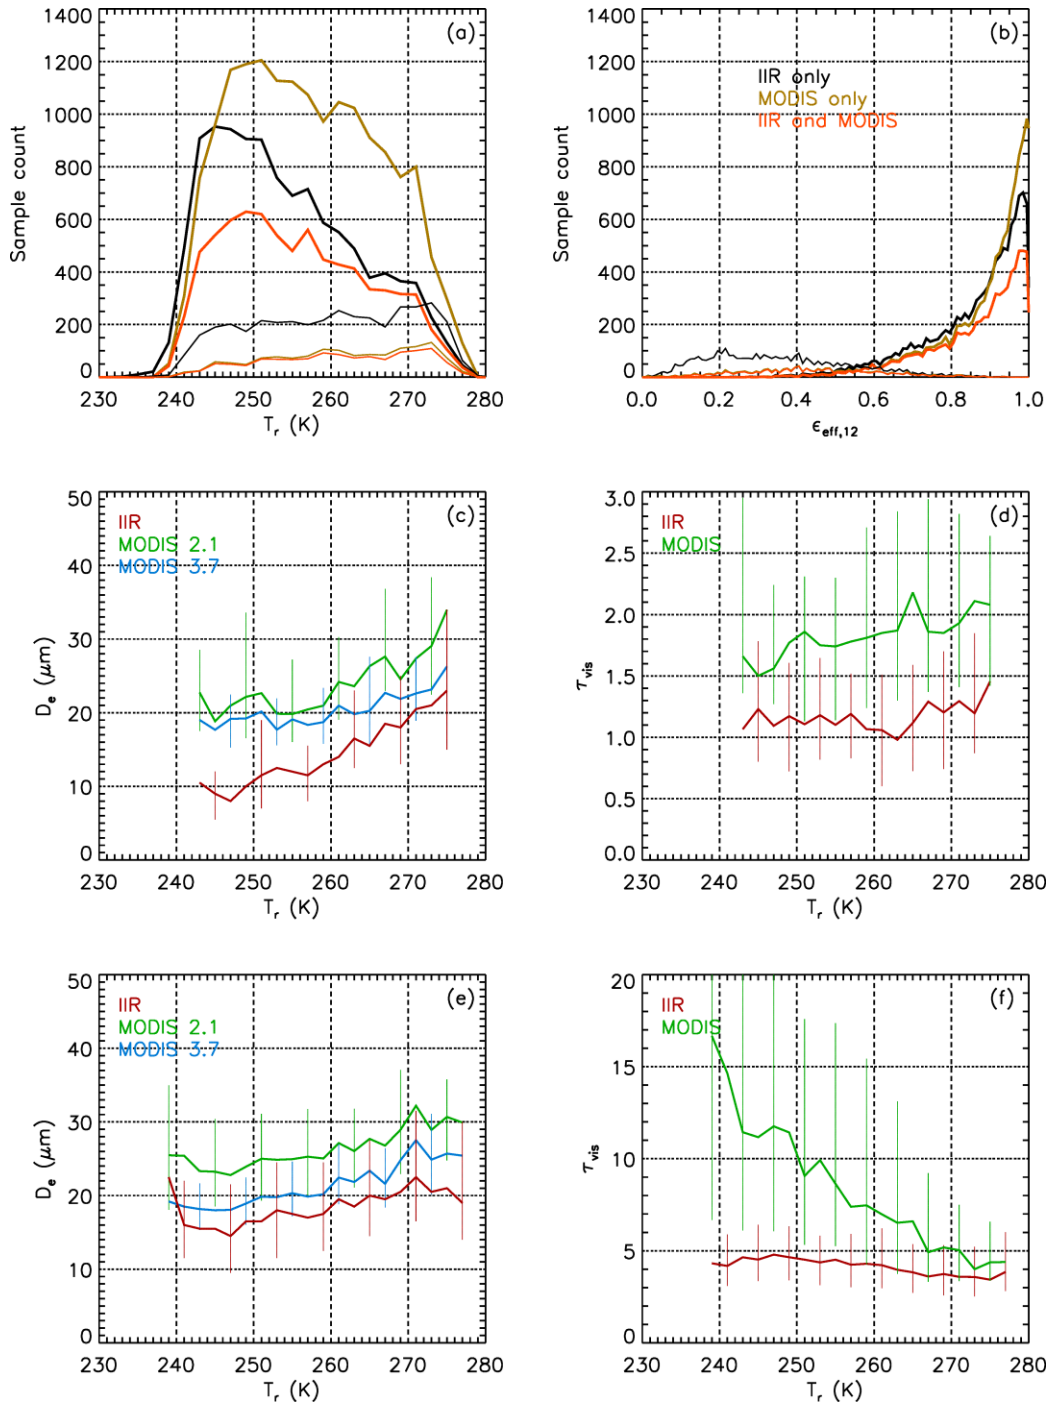 1400
1200
1000
800
600
400
200
0
Sample count
(a)
230 240 250 260 270 280
T_r (K)
1400
1200
1000
800
600
400
200
0
Sample count
(b)
IIR only
MODIS only
IIR and MODIS
0.0 0.2 0.4 0.6 0.8 1.0
ϵ_eff,12
50
40
30
20
10
0
D_e (μm)
(c)
IIR
MODIS 2.1
MODIS 3.7
230 240 250 260 270 280
T_r (K)
3.0
2.5
2.0
1.5
1.0
0.5
0.0
τ_vis
(d)
IIR
MODIS
230 240 250 260 270 280
T_r (K)
50
40
30
20
10
0
D_e (μm)
(e)
IIR
MODIS 2.1
MODIS 3.7
230 240 250 260 270 280
T_r (K)
20
15
10
5
0
τ_vis
(f)
IIR
MODIS
230 240 250 260 270 280
T_r (K)